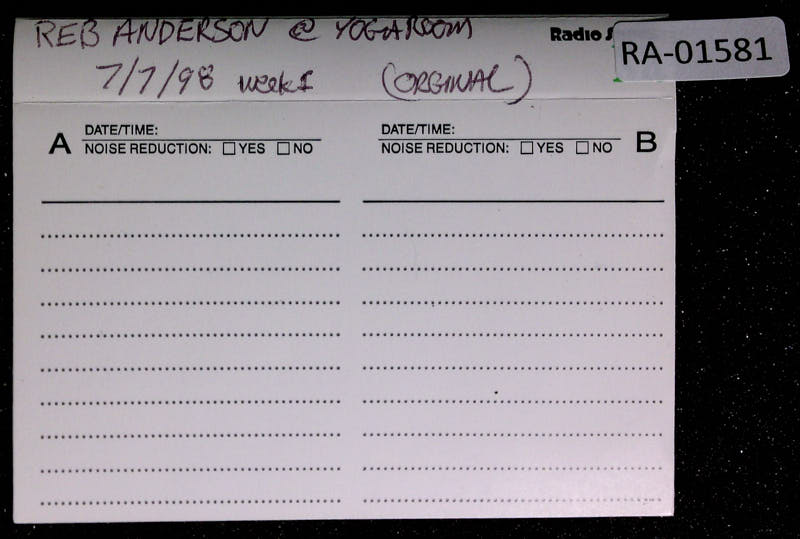 REB ANDERSON @ YOGAROOM
Radio S
RA-01581
7/7/98 week 1 (ORGINAL)
A DATE/TIME:
NOISE REDUCTION: ☐ YES ☐ NO
DATE/TIME:
NOISE REDUCTION: ☐ YES ☐ NO B